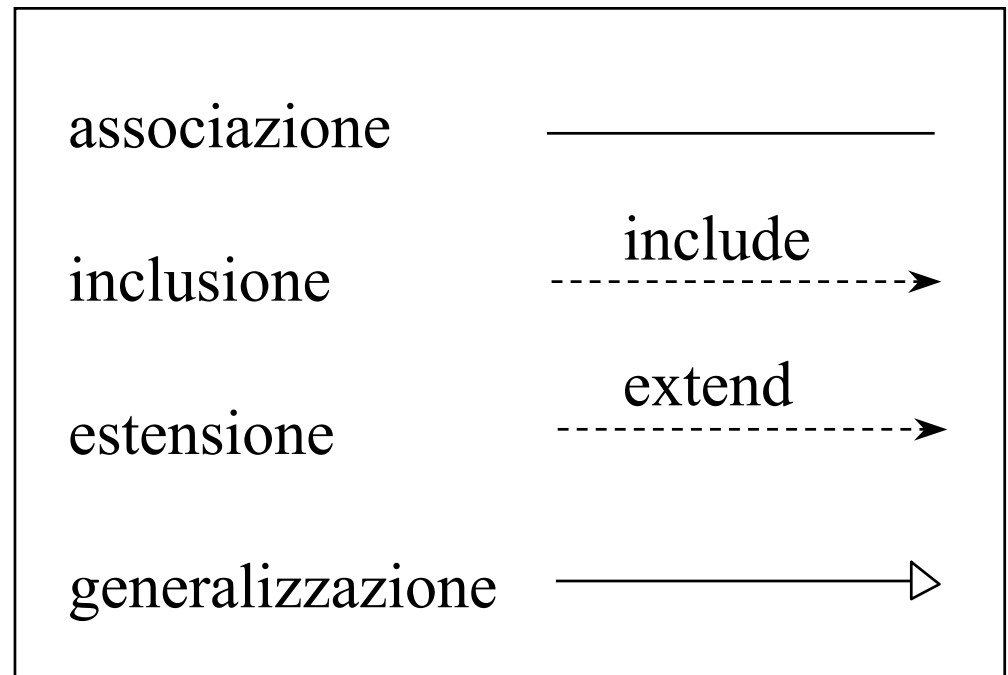 associazione
include
inclusione
extend
estensione
generalizzazione